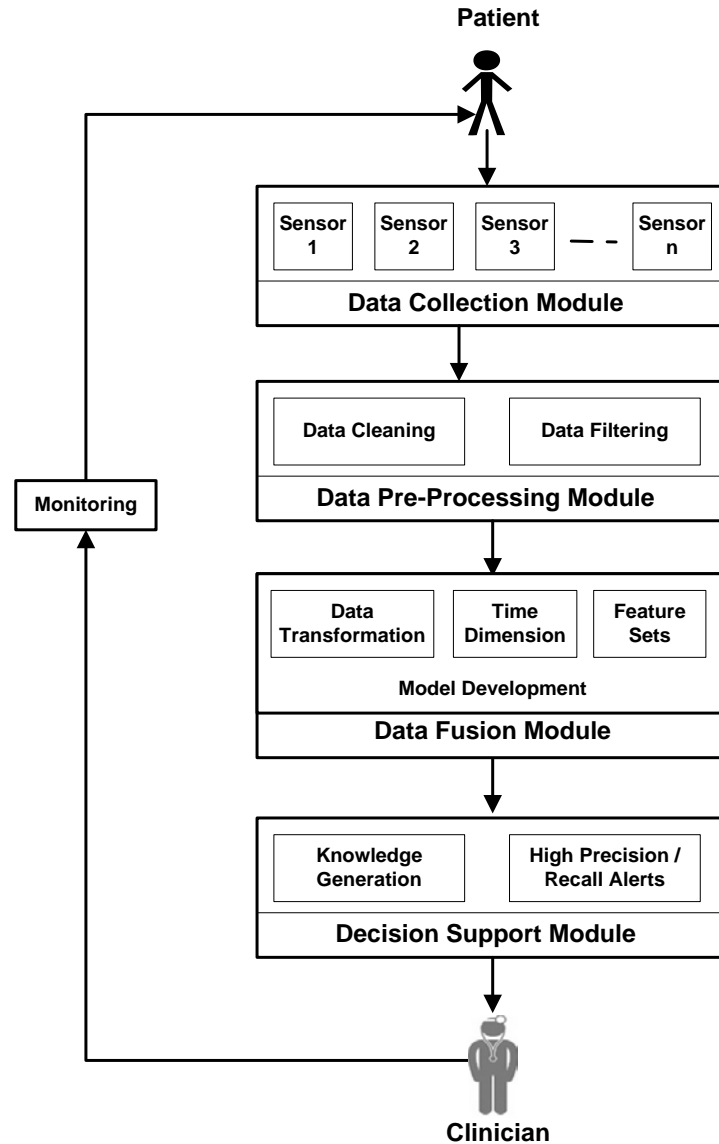 Patient
Sensor
1
Sensor
2
Sensor
3
Sensor
n
Data Collection Module
Data Cleaning
Data Filtering
Data Pre-Processing Module
Monitoring
Data
Transformation
Time
Dimension
Feature
Sets
Model Development
Data Fusion Module
Knowledge
Generation
High Precision /
Recall Alerts
Decision Support Module
Clinician